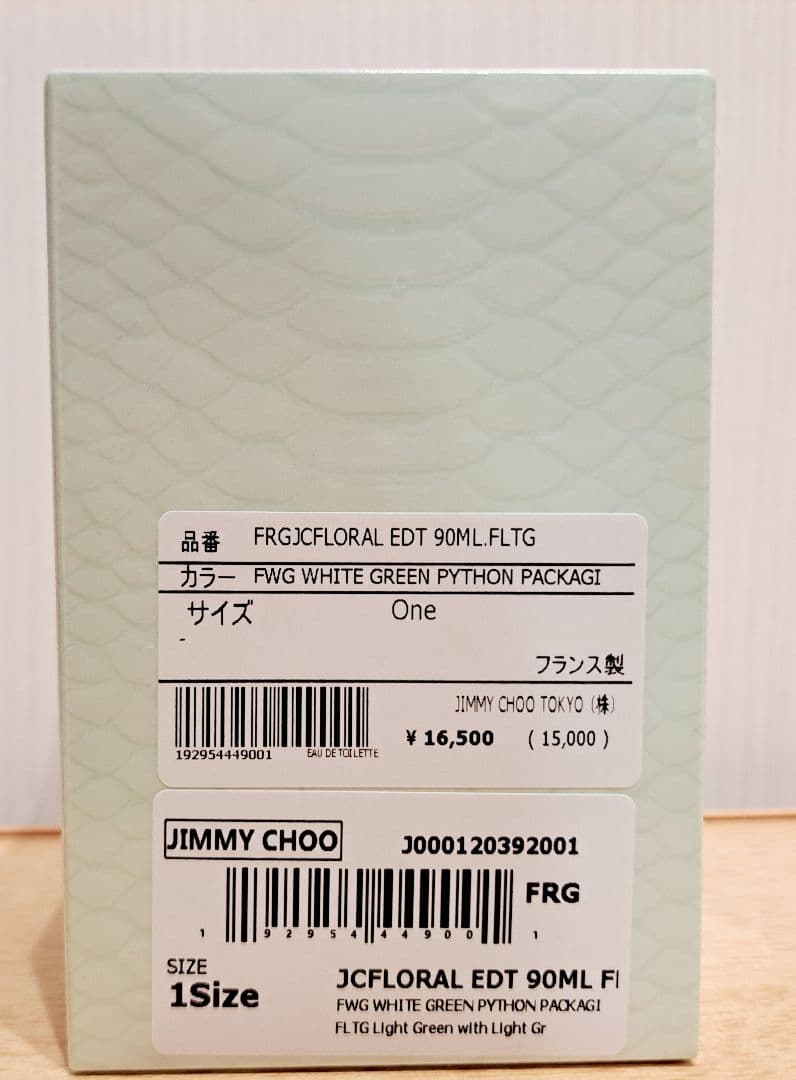 品番 FRGJCFLORAL EDT 90ML.FLTG
カラー FWG WHITE GREEN PYTHON PACKAGI
サイズ One
-
フランス製
JIMMY CHOO TOKYO (株)
192954449001 EAU DE TOILETTE ¥ 16,500 ( 15,000 )
JIMMY CHOO J000120392001
FRG
1 92954 44900 1
SIZE
1Size JCFLORAL EDT 90ML Fl
FWG WHITE GREEN PYTHON PACKAGI
FLTG Light Green with Light Gr